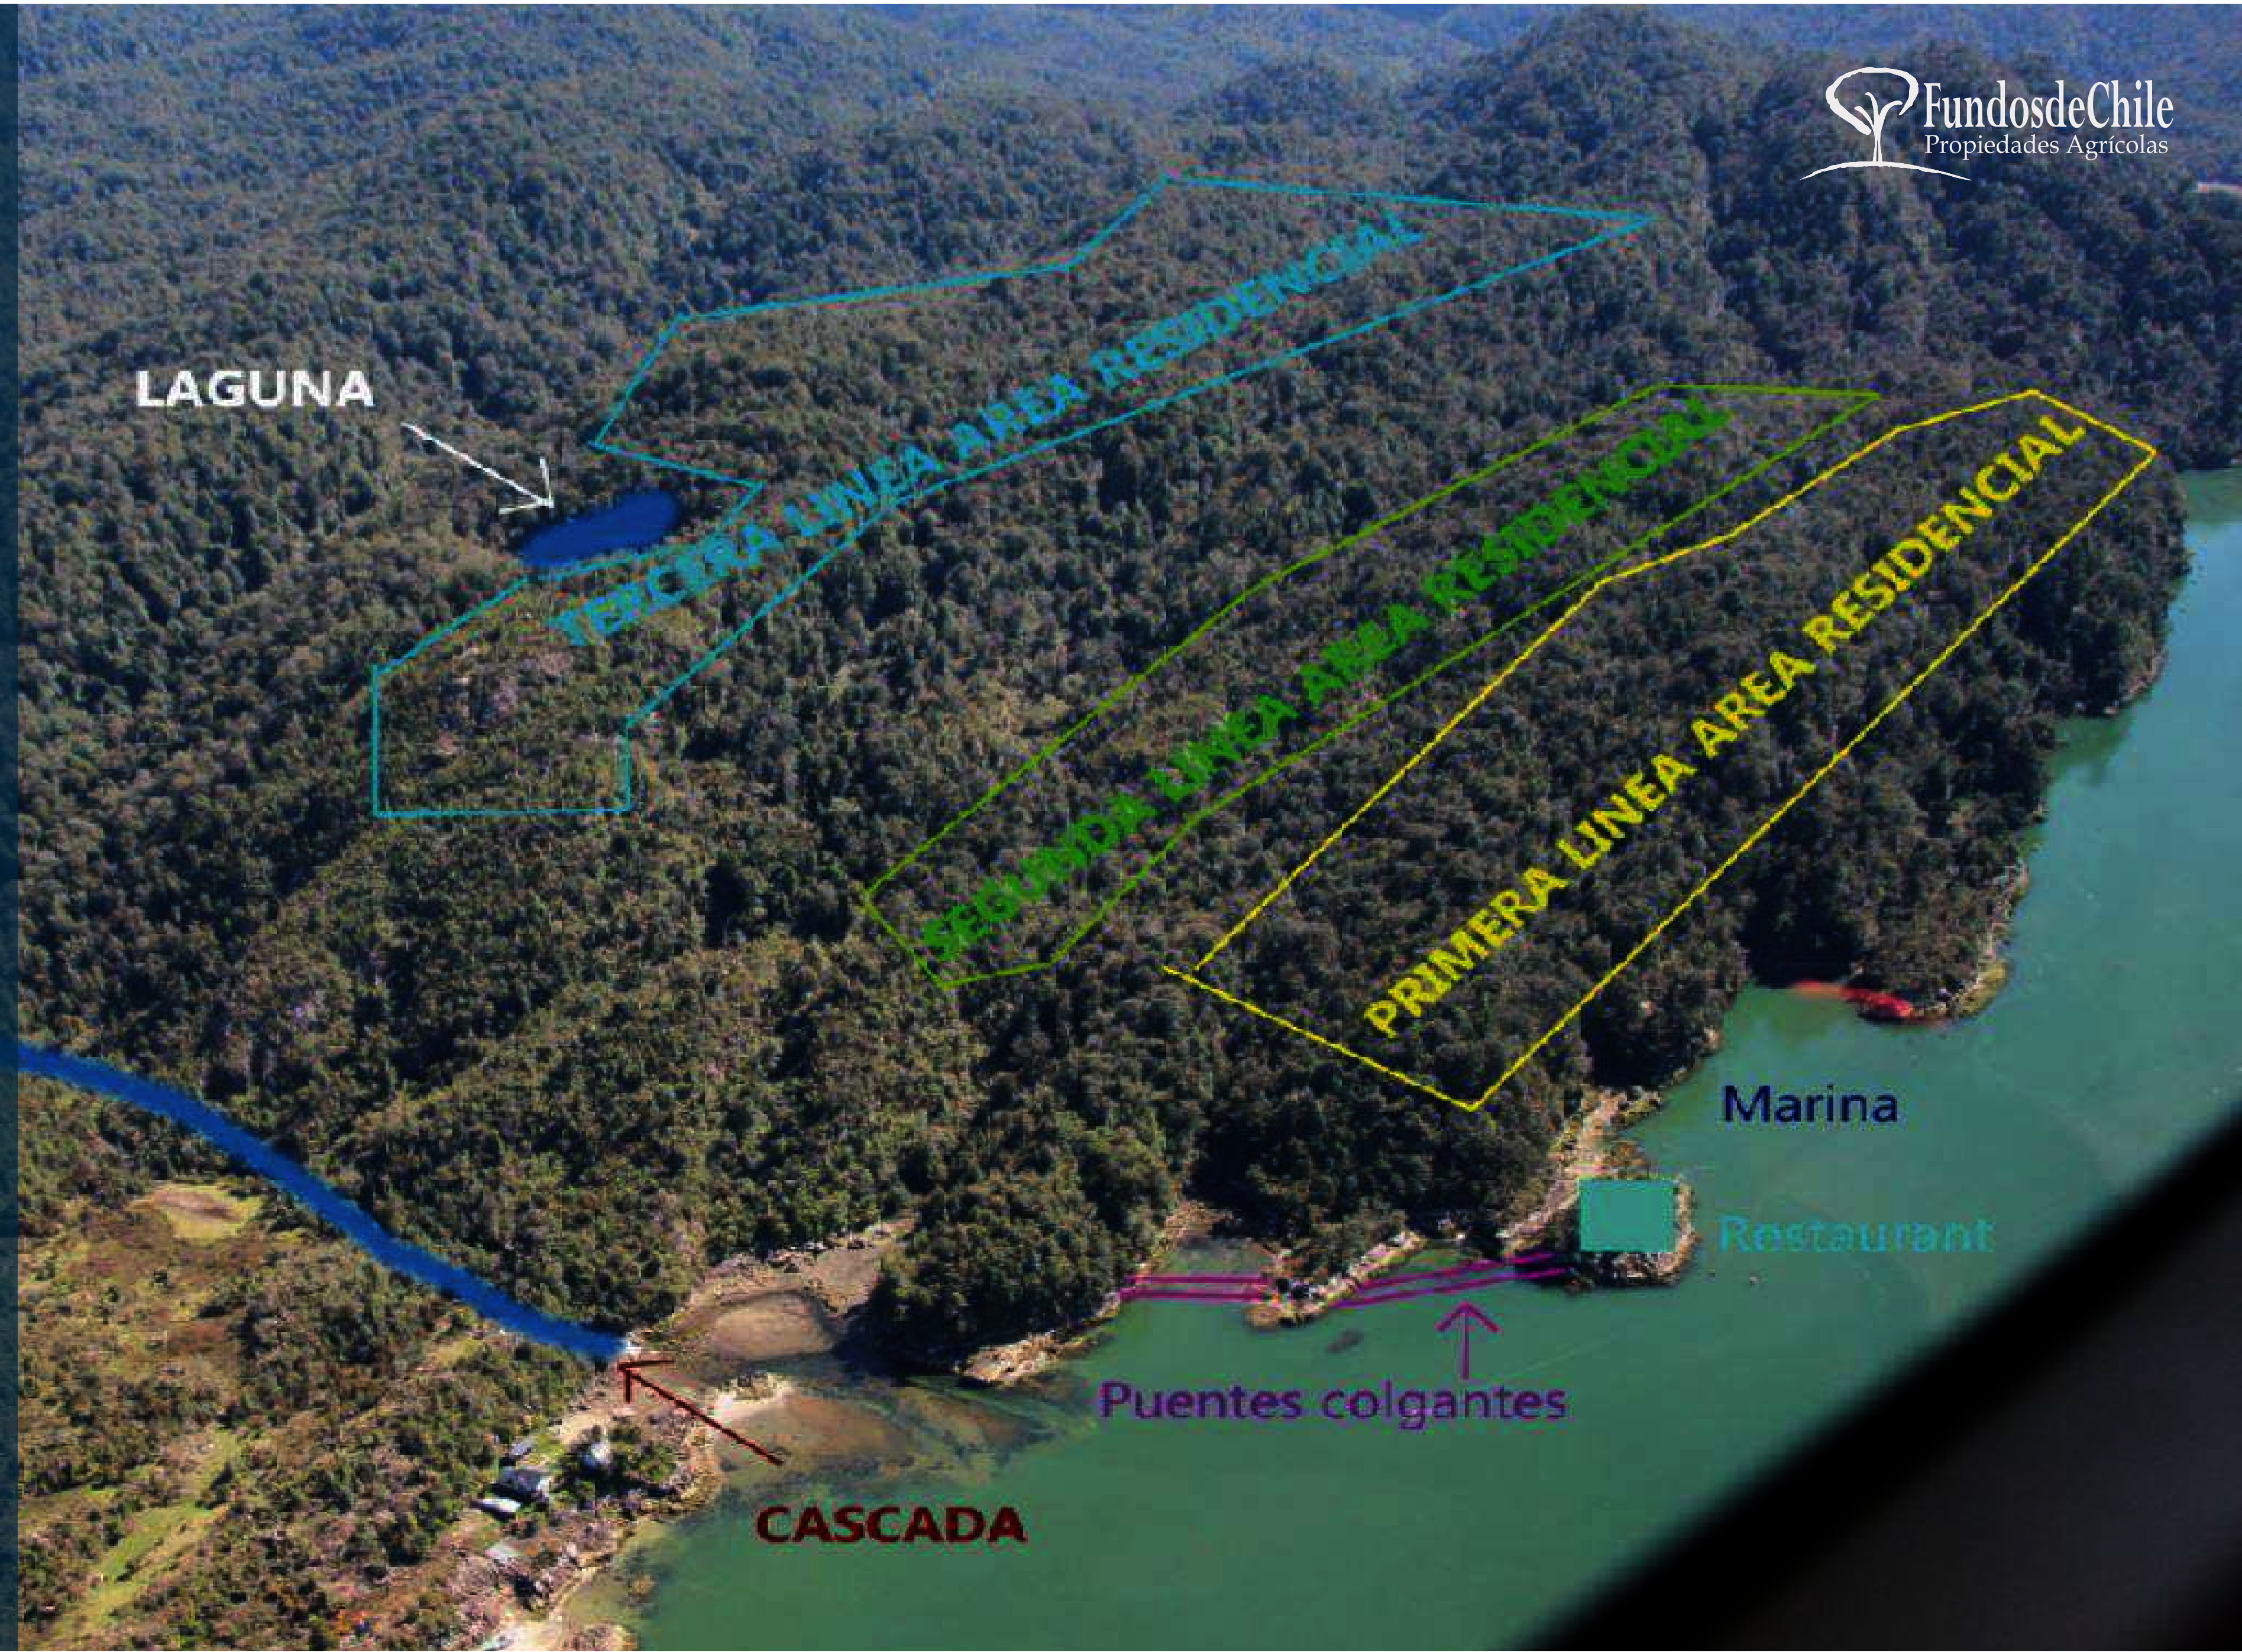 FundosdeChile
Propiedades Agrícolas
LAGUNA
TERCERA LINEA AREA RESIDENCIAL
SEGUNDA LINEA AREA RESIDENCIAL
PRIMERA LINEA AREA RESIDENCIAL
Marina
Restaurant
Puentes colgantes
CASCADA